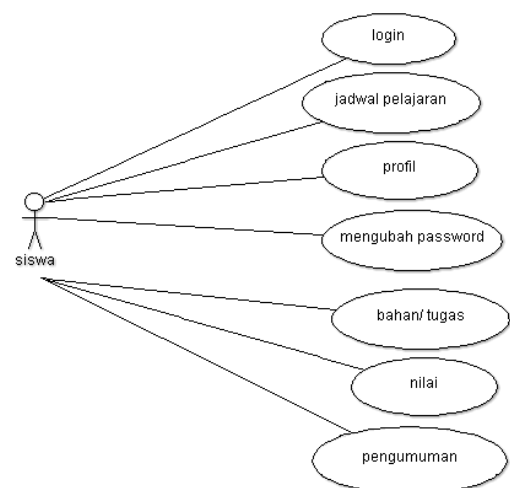 login
jadwal pelajaran
profil
mengubah password
siswa
bahan/ tugas
nilai
pengumuman